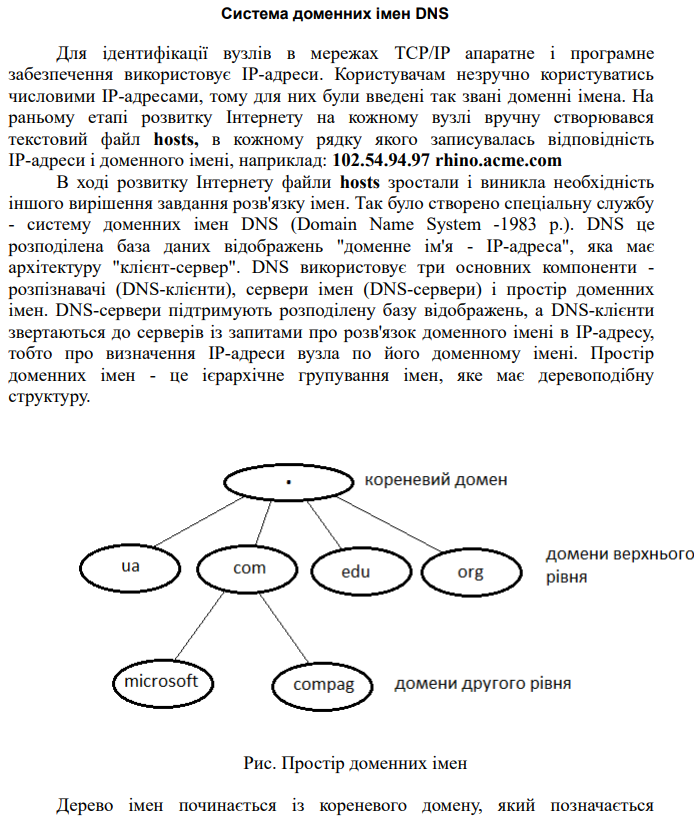 Система доменних імен DNS
Для ідентифікації вузлів в мережах TCP/IP апаратне і програмне
забезпечення використовує IP-адреси. Користувачам незручно користуватись
числовими IP-адресами, тому для них були введені так звані доменні імена. На
раньому етапі розвитку Інтернету на кожному вузлі вручну створювався
текстовий файл hosts, в кожному рядку якого записувалась відповідність
IP-адреси і доменного імені, наприклад: 102.54.94.97 rhino.acme.com
В ході розвитку Інтернету файли hosts зростали і виникла необхідність
іншого вирішення завдання розв'язку імен. Так було створено спеціальну службу
- систему доменних імен DNS (Domain Name System -1983 р.). DNS це
розподілена база даних відображень "доменне ім'я - IP-адреса", яка має
архітектуру "клієнт-сервер". DNS використовує три основних компоненти -
розпізнавачі (DNS-клієнти), сервери імен (DNS-сервери) і простір доменних
імен. DNS-сервери підтримують розподілену базу відображень, а DNS-клієнти
звертаються до серверів із запитами про розв'язок доменного імені в IP-адресу,
тобто про визначення IP-адреси вузла по його доменному імені. Простір
доменних імен - це ієрархічне групування імен, яке має деревоподібну
структуру.
. кореневий домен
ua com edu org домени верхнього
рівня
microsoft compag домени другого рівня
Рис. Простір доменних імен
Дерево імен починається із кореневого домену, який позначається